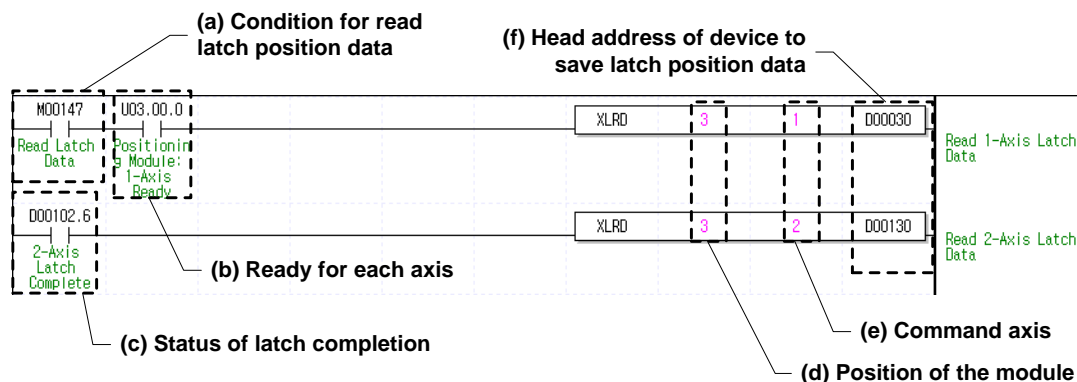 (a) Condition for read
latch position data
(f) Head address of device to
save latch position data
M00147
U03.00.0
XLRD 3 1 D00030
Read Latch
Data
Positionin
g Module:
1-Axis
Ready
Read 1-Axis Latch
Data
D00102.6
XLRD 3 2 D00130
2-Axis
Latch
Complete
Read 2-Axis Latch
Data
(b) Ready for each axis
(c) Status of latch completion
(e) Command axis
(d) Position of the module